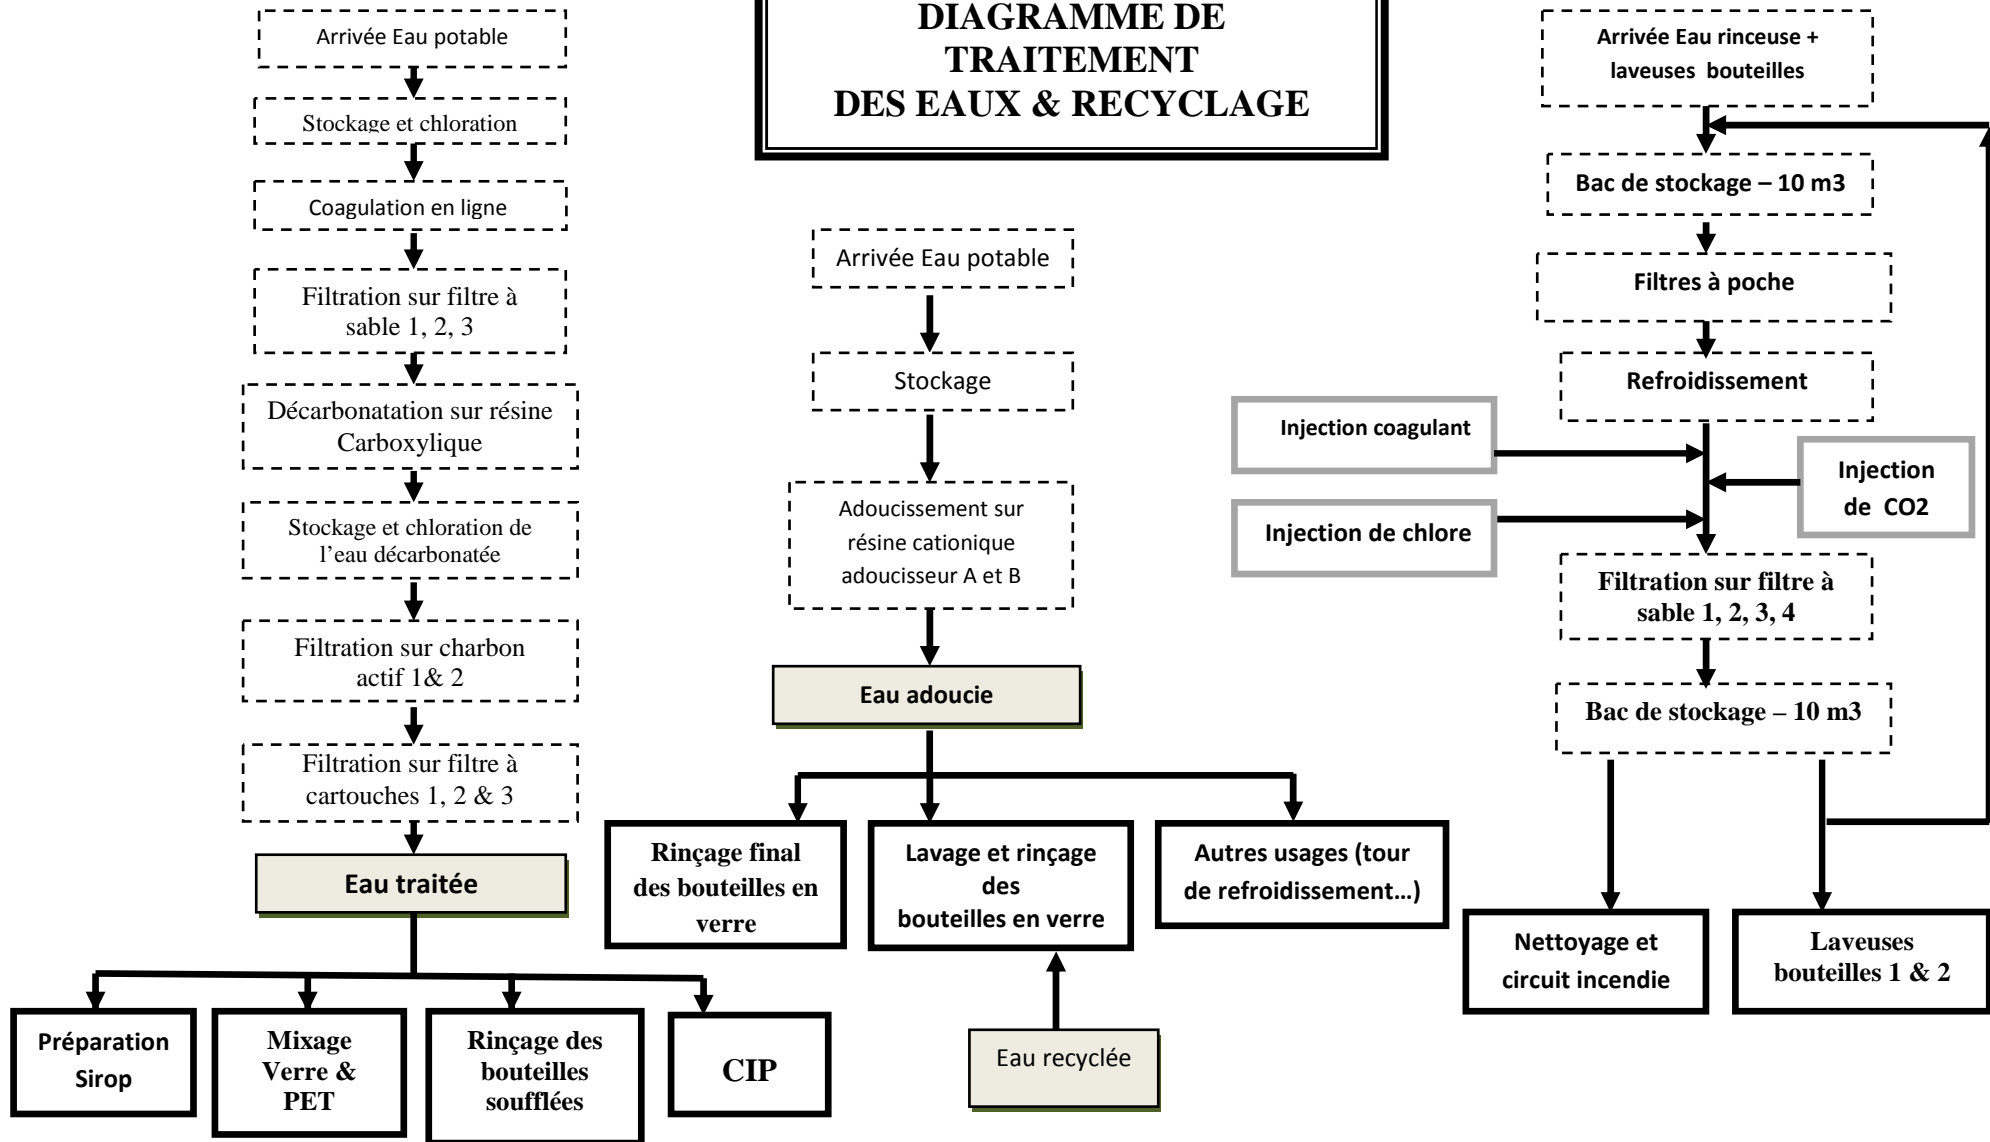 DIAGRAMME DE
TRAITEMENT
DES EAUX & RECYCLAGE
Arrivée Eau potable
Stockage et chloration
Coagulation en ligne
Filtration sur filtre à
sable 1, 2, 3
Décarbonatation sur résine
Carboxylique
Stockage et chloration de
l’eau décarbonatée
Filtration sur charbon
actif 1& 2
Filtration sur filtre à
cartouches 1, 2 & 3
Eau traitée
Préparation
Sirop
Mixage
Verre &
PET
Rinçage des
bouteilles
soufflées
CIP
Arrivée Eau potable
Stockage
Adoucissement sur
résine cationique
adoucisseur A et B
Eau adoucie
Rinçage final
des bouteilles en
verre
Lavage et rinçage
des
bouteilles en verre
Autres usages (tour
de refroidissement…)
Eau recyclée
Arrivée Eau rinceuse +
laveuses bouteilles
Bac de stockage – 10 m3
Filtres à poche
Refroidissement
Injection coagulant
Injection
de CO2
Injection de chlore
Filtration sur filtre à
sable 1, 2, 3, 4
Bac de stockage – 10 m3
Nettoyage et
circuit incendie
Laveuses
bouteilles 1 & 2